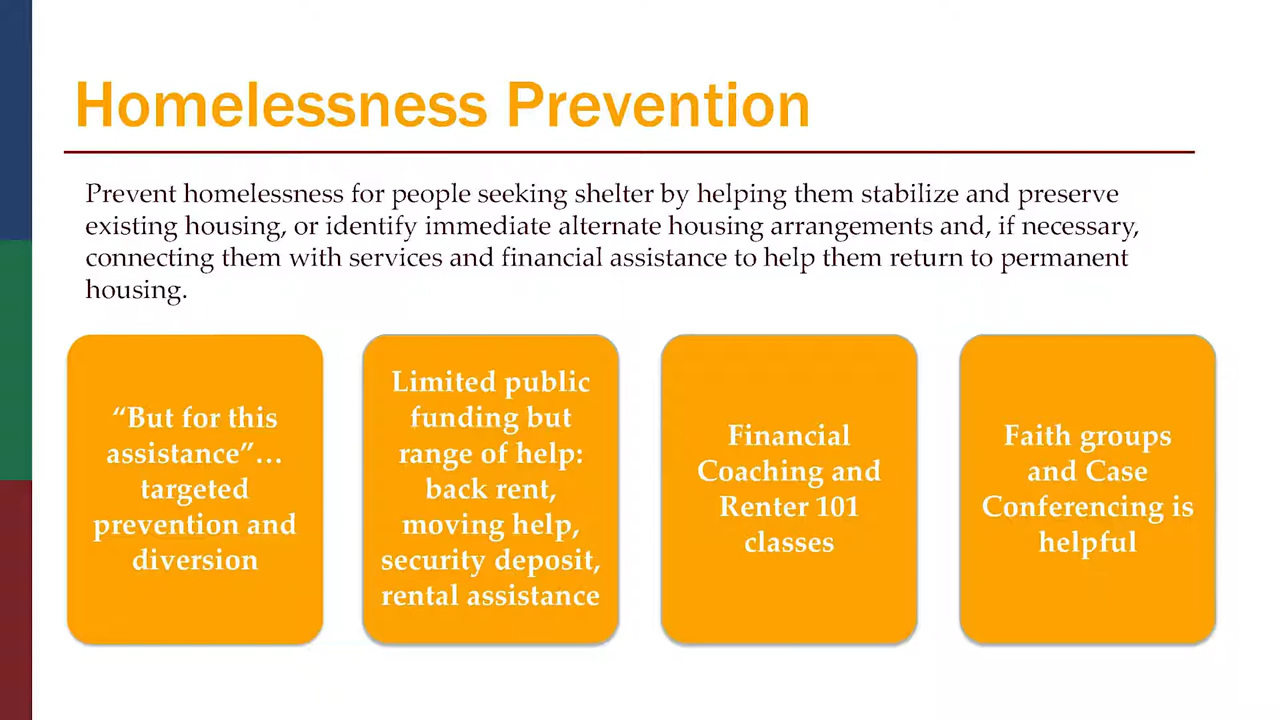 Homelessness Prevention
Prevent homelessness for people seeking shelter by helping them stabilize and preserve
existing housing, or identify immediate alternate housing arrangements and, if necessary,
connecting them with services and financial assistance to help them return to permanent
housing.
“But for this
assistance”…
targeted
prevention and
diversion
Limited public
funding but
range of help:
back rent,
moving help,
security deposit,
rental assistance
Financial
Coaching and
Renter 101
classes
Faith groups
and Case
Conferencing is
helpful